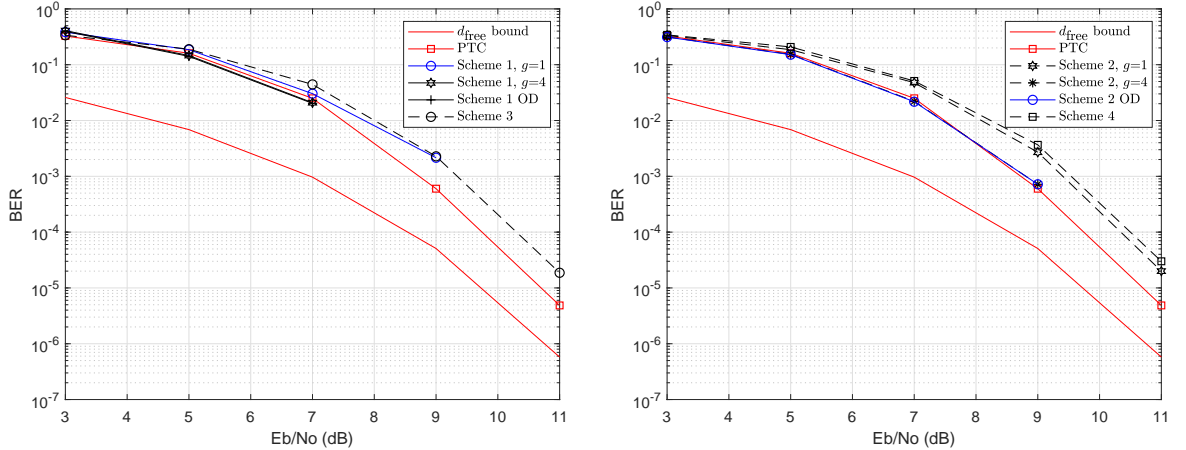 10^0
10^-1
10^-2
10^-3
10^-4
10^-5
10^-6
10^-7
BER
3 4 5 6 7 8 9 10 11
Eb/No (dB)
d_free bound
PTC
Scheme 1, g=1
Scheme 1, g=4
Scheme 1 OD
Scheme 3
10^0
10^-1
10^-2
10^-3
10^-4
10^-5
10^-6
10^-7
BER
3 4 5 6 7 8 9 10 11
Eb/No (dB)
d_free bound
PTC
Scheme 2, g=1
Scheme 2, g=4
Scheme 2 OD
Scheme 4